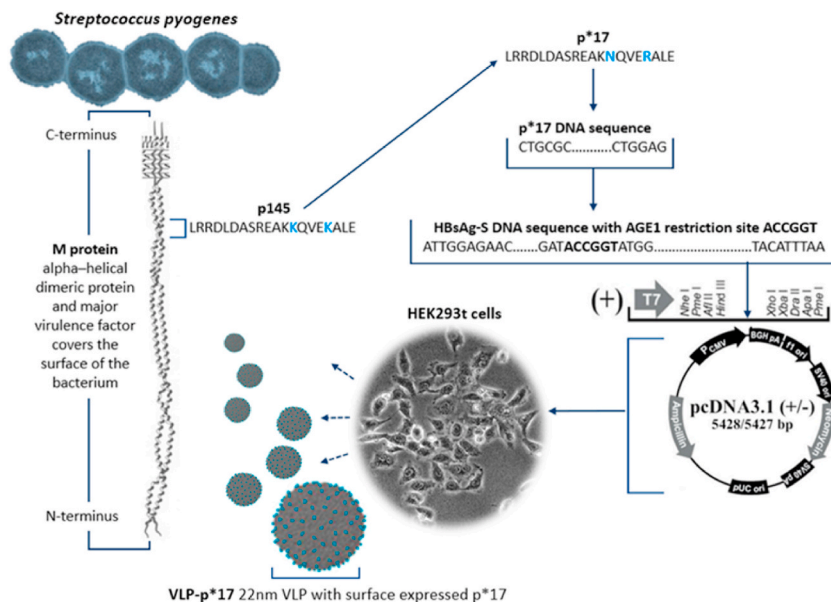 Streptococcus pyogenes
C-terminus
M protein
alpha–helical
dimeric protein
and major
virulence factor
covers the
surface of the
bacterium
N-terminus
p145
LRRDLDASREAKKQVEKALE
p*17
LRRDLDASREAKNQVERALE
p*17 DNA sequence
CTGCGC...........CTGGAG
HBsAg-S DNA sequence with AGE1 restriction site ACCGGT
ATTGGAGAAC......GATACCGGTATGG.............................TACATTTAA
(+)
T7
Nhe I
Pme I
Afl II
Hind III
Xho I
Xba I
Dra II
Apa I
Pme I
HEK293t cells
PCMV
BGH pA
f1 ori
SV40 ori
Neomycin
SV40 pA
pUC ori
Ampicillin
pcDNA3.1 (+/-)
5428/5427 bp
VLP-p*17 22nm VLP with surface expressed p*17